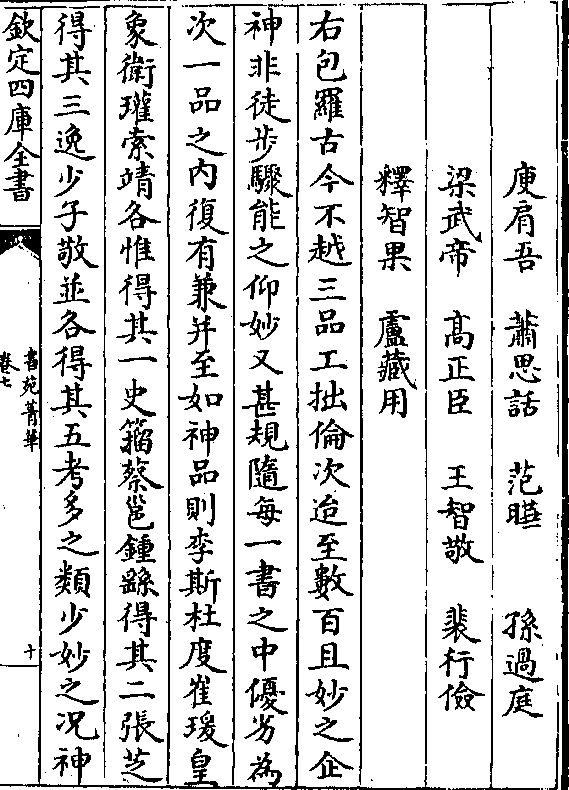 庾肩吾　蕭思話　范曄　孫過庭
梁武帝　高正臣　王智敬　裴行儉
釋智果　盧藏用
右包羅古今不越三品工拙倫次迨至數百且妙之企
神非徒步驟能之仰妙又甚規隨每一書之中優劣為
次一品之内復有兼并至如神品則李斯杜度崔瑗皇
象衛瓘索靖各惟得其一史籀蔡邕鍾繇得其二張芝
得其三逸少子敬並各得其五考多之類少妙之况神
欽定四庫全書
書苑菁華
卷七
十